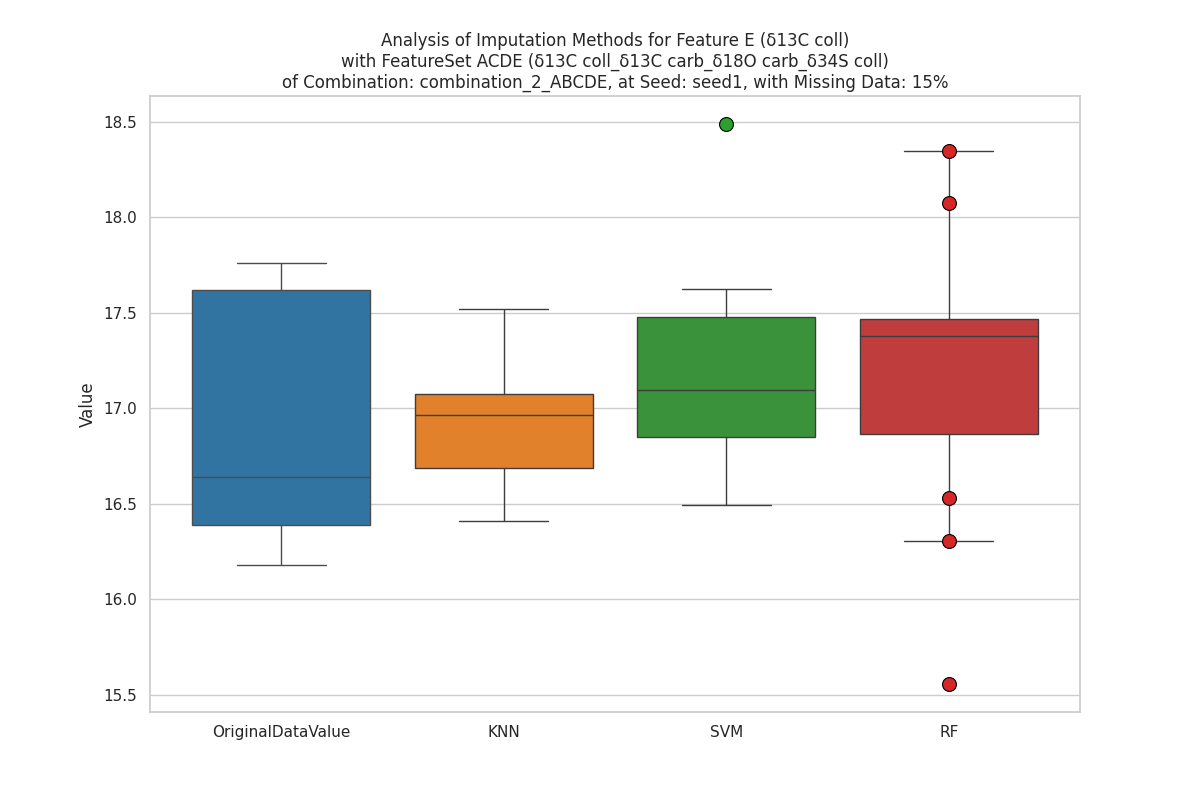 Analysis of Imputation Methods for Feature E (δ13C coll)
with FeatureSet ACDE (δ13C coll_δ13C carb_δ18O carb_δ34S coll)
of Combination: combination_2_ABCDE, at Seed: seed1, with Missing Data: 15%
18.5
18.0
17.5
17.0
16.5
16.0
15.5
Value
OriginalDataValue
KNN
SVM
RF